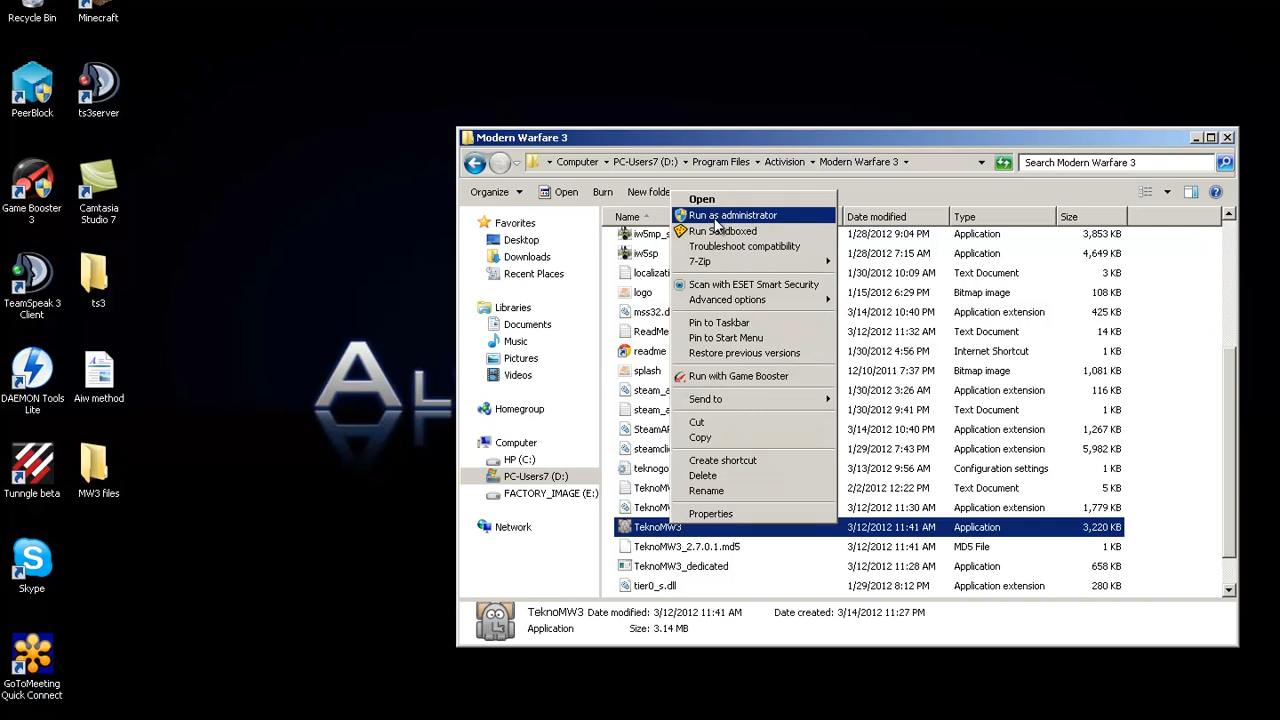 Recycle Bin
Minecraft
PeerBlock
ts3server
Game Booster
3
Camtasia
Studio 7
TeamSpeak 3
Client
ts3
DAEMON Tools
Lite
Aiw method
Tunngle beta
MW3 files
Skype
GoToMeeting
Quick Connect
AL
Modern Warfare 3
Computer
PC-Users7 (D:)
Program Files
Activision
Modern Warfare 3
Search Modern Warfare 3
Organize
Open
Burn
New folde
Favorites
Desktop
Downloads
Recent Places
Libraries
Documents
Music
Pictures
Videos
Homegroup
Computer
HP (C:)
PC-Users7 (D:)
FACTORY_IMAGE (E:)
Network
Name
Date modified
Type
Size
iw5mp_s
1/28/2012 9:04 PM
Application
3,853 KB
iw5sp
1/28/2012 7:15 AM
Application
4,649 KB
localizati
1/30/2012 10:09 AM
Text Document
3 KB
logo
1/15/2012 6:29 PM
Bitmap image
108 KB
mss32.d
3/14/2012 10:40 PM
Application extension
425 KB
ReadMe
3/12/2012 11:32 AM
Text Document
14 KB
readme
1/30/2012 4:56 PM
Internet Shortcut
1 KB
splash
12/10/2011 7:37 PM
Bitmap image
1,081 KB
steam_a
1/30/2012 3:51 AM
Application extension
116 KB
steam_a
1/29/2012 9:41 PM
Text Document
1 KB
SteamAP
3/14/2012 10:40 PM
Application extension
1,267 KB
steamcli
1/29/2012 7:43 PM
Application extension
5,982 KB
teknogo
3/13/2012 9:56 AM
Configuration settings
1 KB
TeknoM
2/2/2012 12:22 PM
Text Document
5 KB
TeknoM
3/12/2012 11:30 AM
Application extension
1,779 KB
TeknoMW3
3/12/2012 11:41 AM
Application
3,220 KB
TeknoMW3_2.7.0.1.md5
3/12/2012 11:41 AM
MD5 File
1 KB
TeknoMW3_dedicated
3/12/2012 11:28 AM
Application
658 KB
tier0_s.dll
1/29/2012 8:12 PM
Application extension
280 KB
Open
Run as administrator
Run Sandboxed
Troubleshoot compatibility
7-Zip
Scan with ESET Smart Security
Advanced options
Pin to Taskbar
Pin to Start Menu
Restore previous versions
Run with Game Booster
Send to
Cut
Copy
Create shortcut
Delete
Rename
Properties
TeknoMW3 Date modified: 3/12/2012 11:41 AM
Date created: 3/14/2012 11:27 PM
Application
Size: 3.14 MB